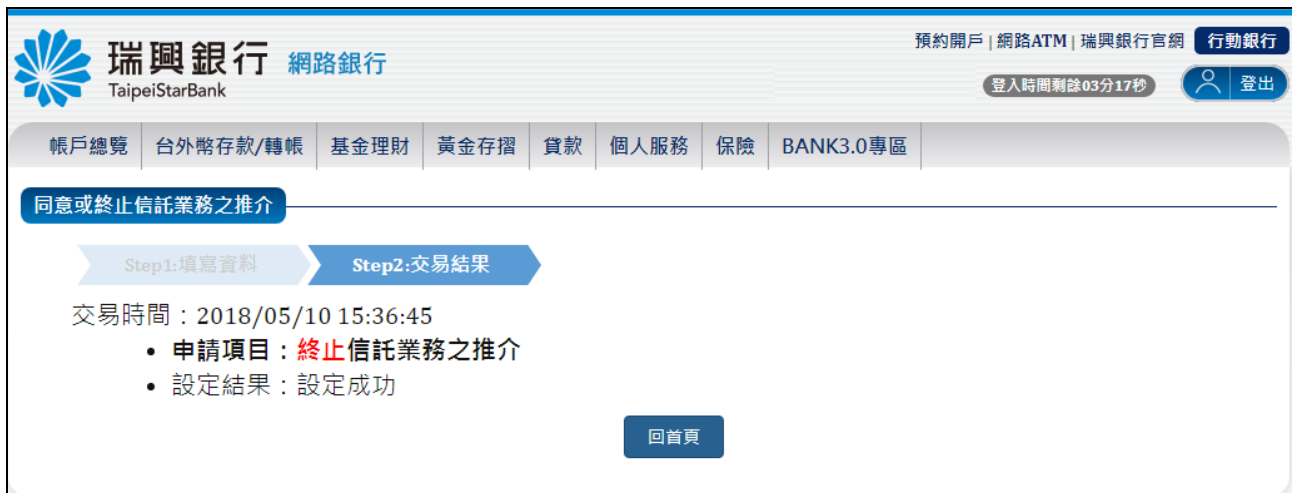 預約開戶 | 網路ATM | 瑞興銀行官網 行動銀行
瑞興銀行 網路銀行
TaipeiStarBank
登入時間剩餘03分17秒 登出
帳戶總覽 台外幣存款/轉帳 基金理財 黃金存摺 貸款 個人服務 保險 BANK3.0專區
同意或終止信託業務之推介
Step1:填寫資料 Step2:交易結果
交易時間：2018/05/10 15:36:45
• 申請項目：終止信託業務之推介
• 設定結果：設定成功
回首頁